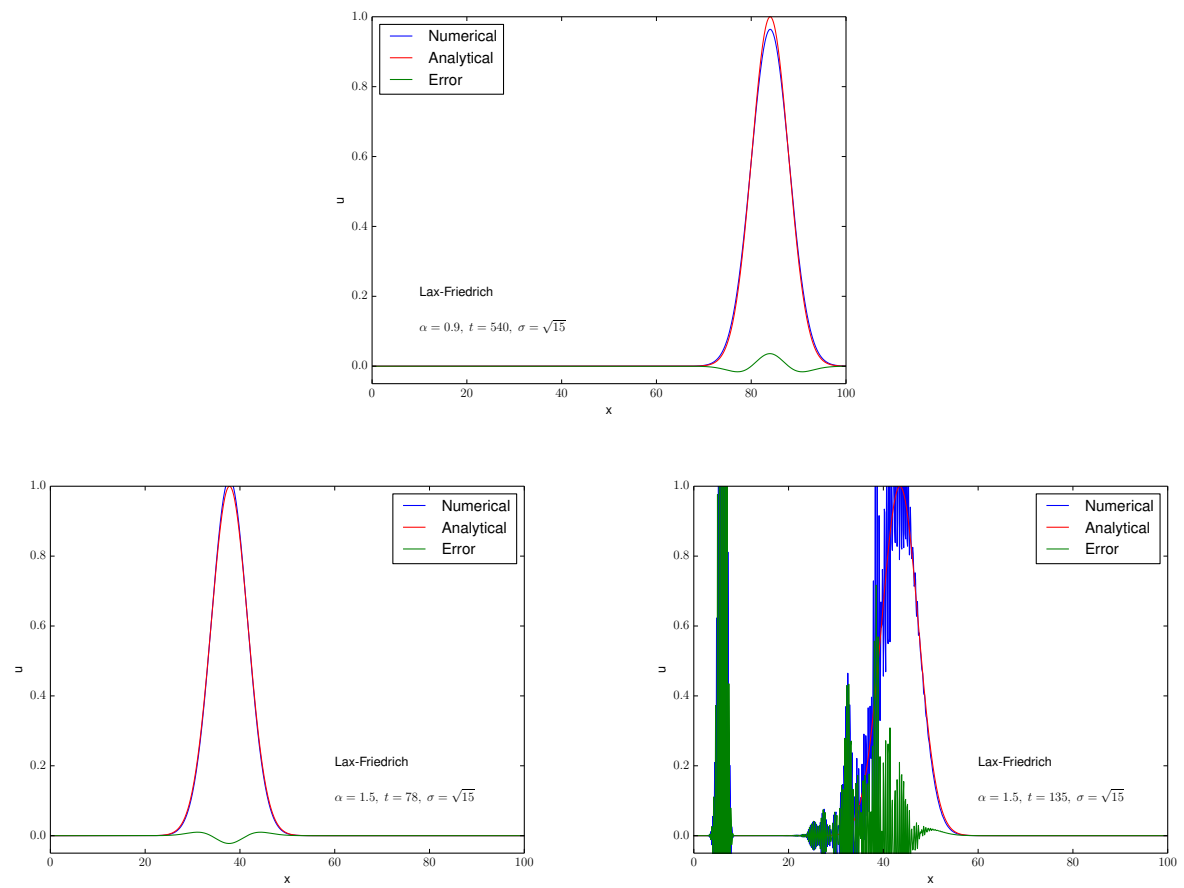 1.0
Numerical
Analytical
Error
0.8
0.6
u
0.4
Lax-Friedrich
0.2
α = 0.9, t = 540, σ = √15
0.0
0 20 40 60 80 100
x
1.0
Numerical
Analytical
Error
0.8
0.6
u
0.4
Lax-Friedrich
0.2
α = 1.5, t = 78, σ = √15
0.0
0 20 40 60 80 100
x
1.0
Numerical
Analytical
Error
0.8
0.6
u
0.4
Lax-Friedrich
0.2
α = 1.5, t = 135, σ = √15
0.0
0 20 40 60 80 100
x